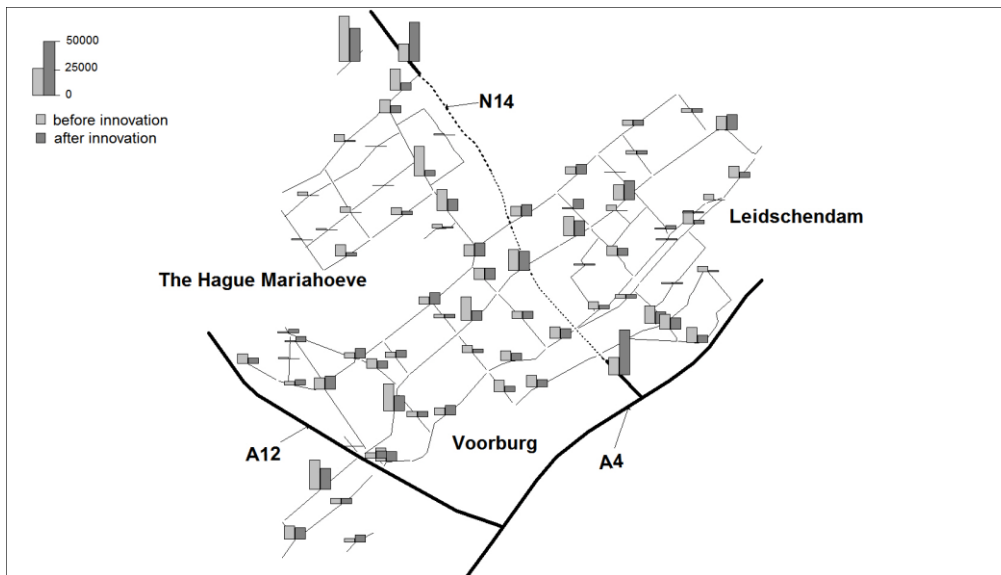 50000
25000
0
before innovation
after innovation
N14
Leidschendam
The Hague Mariahoeve
Voorburg
A12
A4